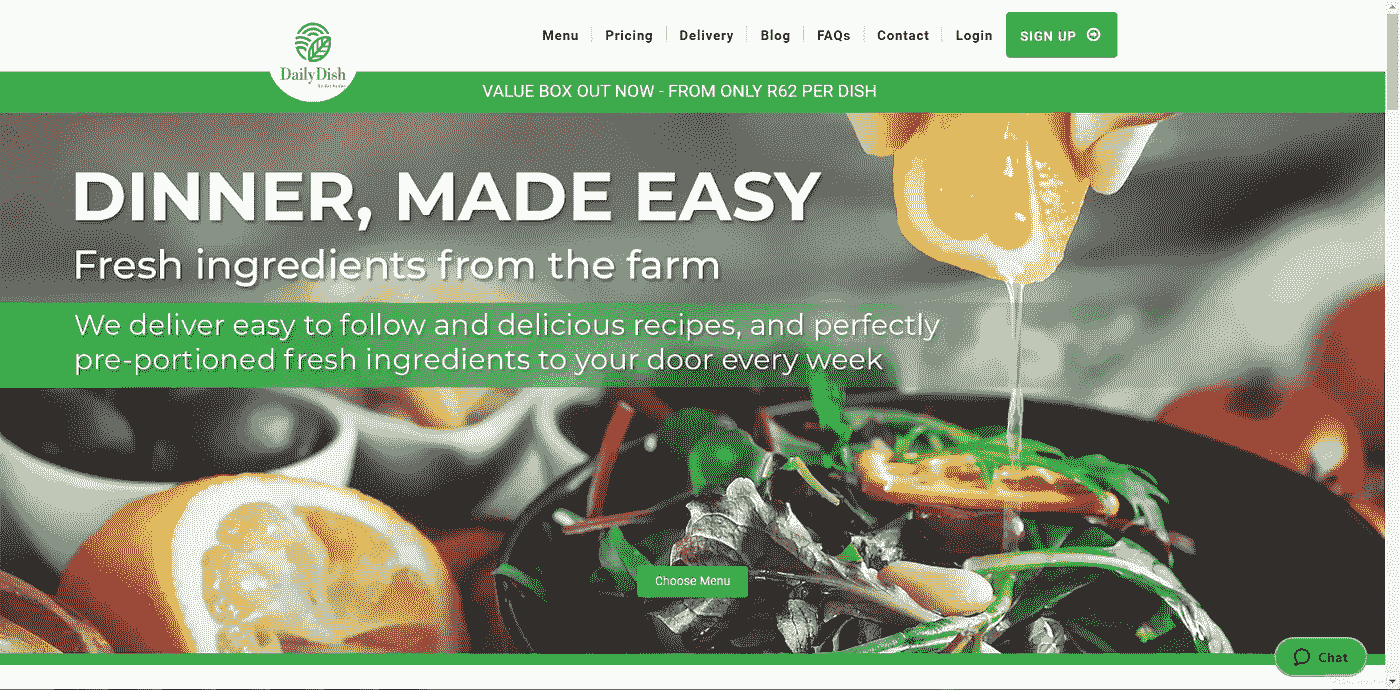 Menu
Pricing
Delivery
Blog
FAQs
Contact
Login
SIGN UP
DailyDish
VALUE BOX OUT NOW - FROM ONLY R62 PER DISH
DINNER, MADE EASY
Fresh ingredients from the farm
We deliver easy to follow and delicious recipes, and perfectly
pre-portioned fresh ingredients to your door every week
Choose Menu
Chat